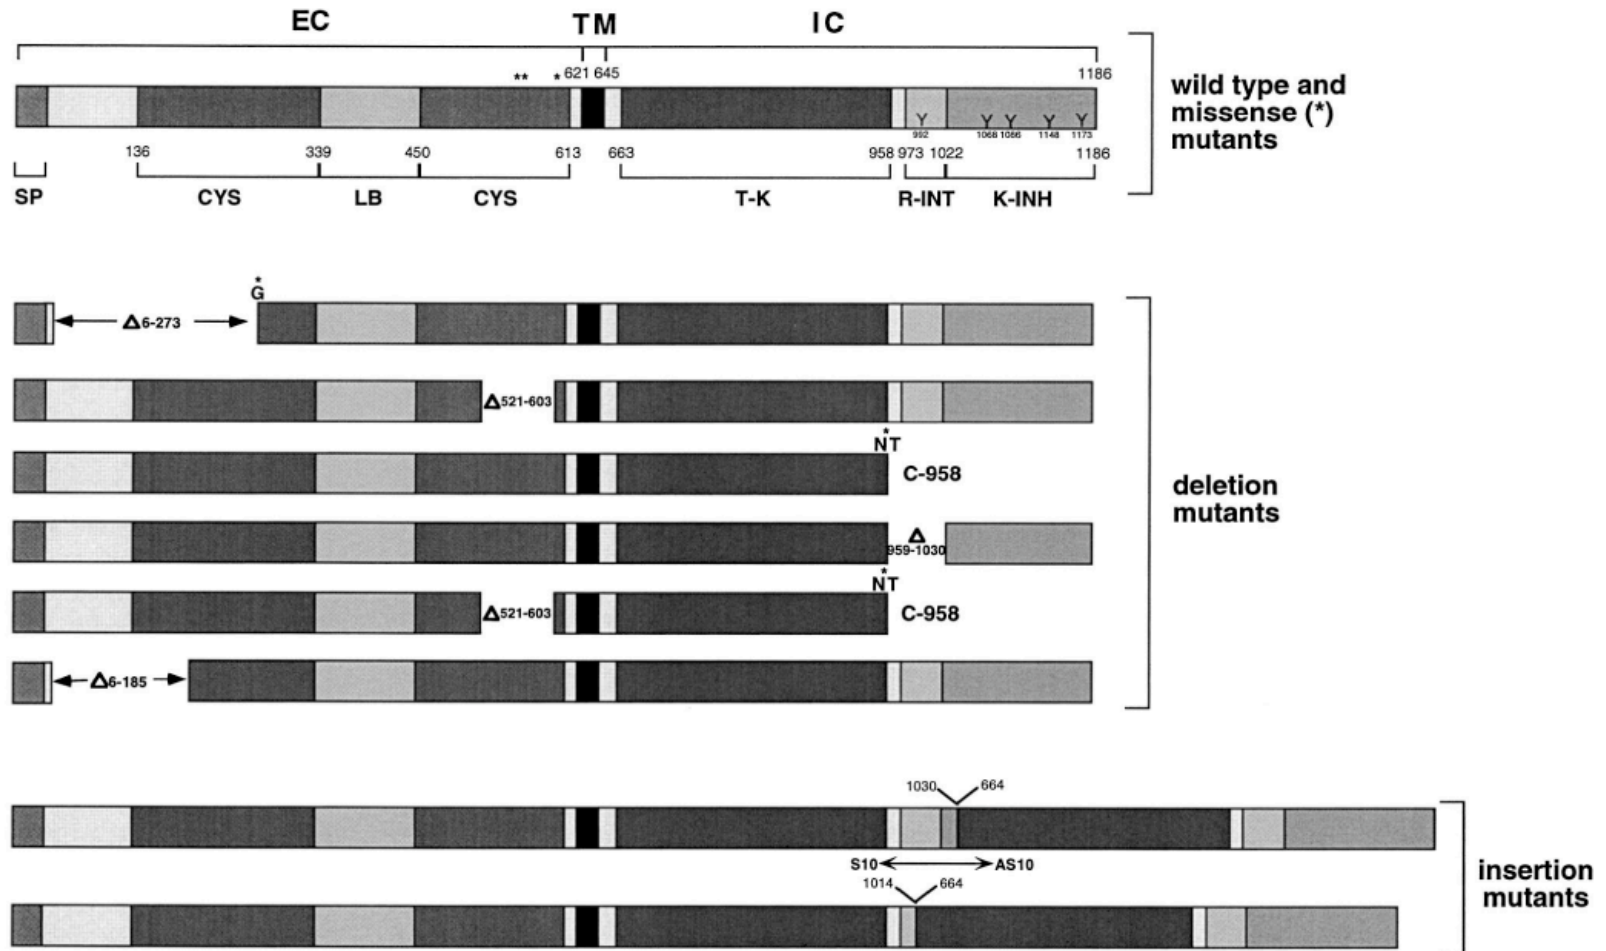 EC TM IC
** * 621 645 1186
wild type and
missense (*)
mutants
Y Y Y Y Y
992 1068 1086 1148 1173
136 339 450 613 663 958 973 1022 1186
SP CYS LB CYS T-K R-INT K-INH
*
G
Δ6-273
Δ521-603
*
NT
C-958
deletion
mutants
Δ
959-1030
*
NT
Δ521-603 C-958
Δ6-185
1030 664
S10 AS10
insertion
mutants
1014 664